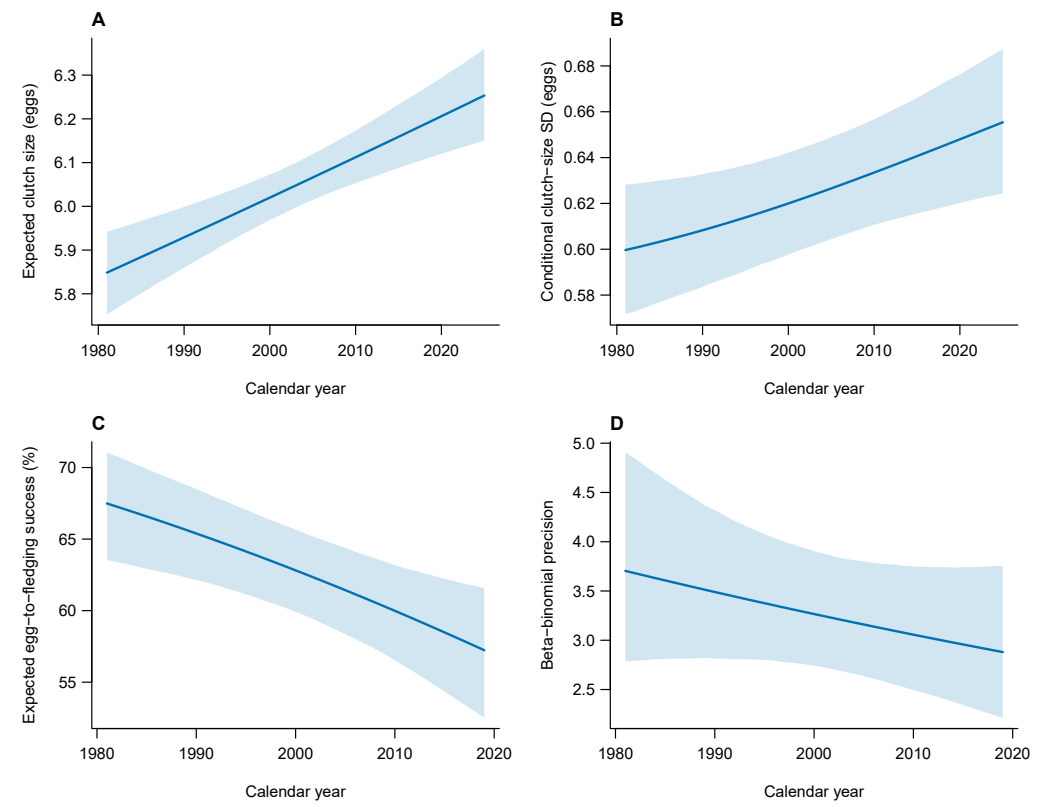 A
Expected clutch size (eggs)
6.3
6.2
6.1
6.0
5.9
5.8
1980 1990 2000 2010 2020
Calendar year
B
Conditional clutch−size SD (eggs)
0.68
0.66
0.64
0.62
0.60
0.58
1980 1990 2000 2010 2020
Calendar year
C
Expected egg−to−fledging success (%)
70
65
60
55
1980 1990 2000 2010 2020
Calendar year
D
Beta−binomial precision
5.0
4.5
4.0
3.5
3.0
2.5
1980 1990 2000 2010 2020
Calendar year